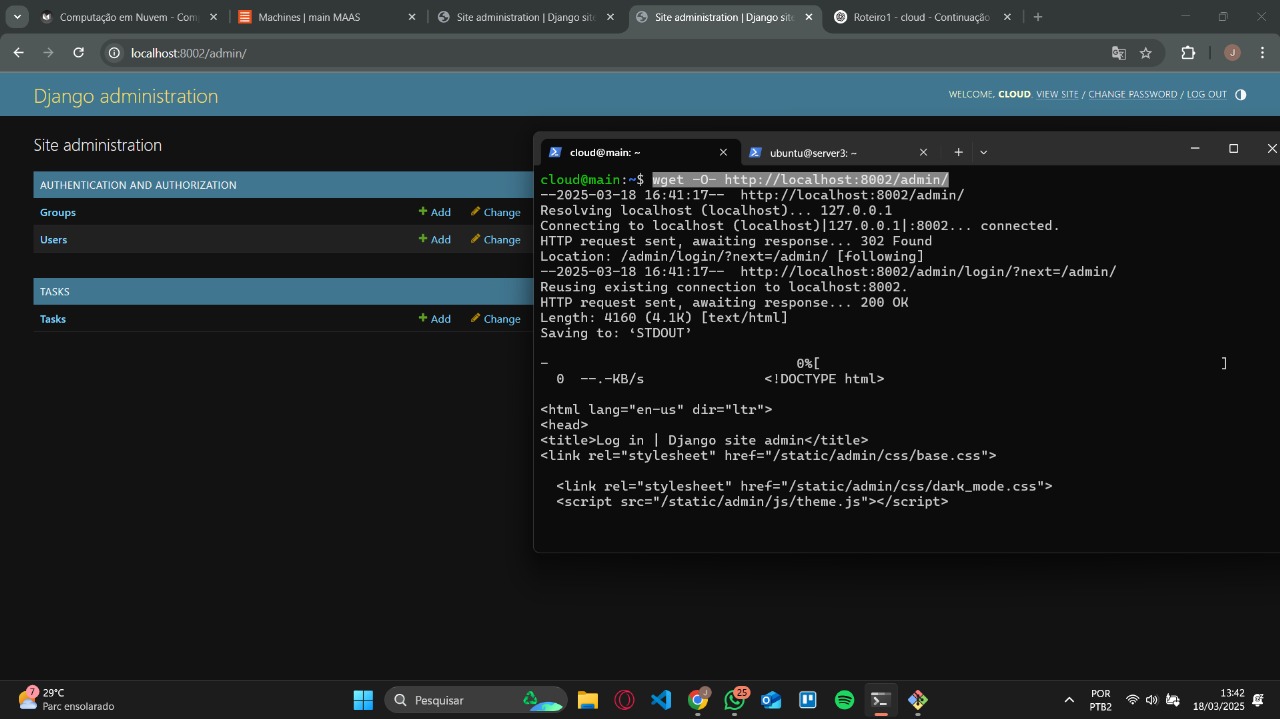 Computação em Nuvem - Comp
Machines | main MAAS
Site administration | Django site
Site administration | Django site
Roteiro1 - cloud - Continuação
localhost:8002/admin/
J
Django administration
WELCOME, CLOUD. VIEW SITE / CHANGE PASSWORD / LOG OUT
Site administration
AUTHENTICATION AND AUTHORIZATION
Groups
Add
Change
Users
Add
Change
TASKS
Tasks
Add
Change
cloud@main: ~
ubuntu@server3: ~
cloud@main:~$ wget -O- http://localhost:8002/admin/
--2025-03-18 16:41:17--  http://localhost:8002/admin/
Resolving localhost (localhost)... 127.0.0.1
Connecting to localhost (localhost)|127.0.0.1|:8002... connected.
HTTP request sent, awaiting response... 302 Found
Location: /admin/login/?next=/admin/ [following]
--2025-03-18 16:41:17--  http://localhost:8002/admin/login/?next=/admin/
Reusing existing connection to localhost:8002.
HTTP request sent, awaiting response... 200 OK
Length: 4160 (4.1K) [text/html]
Saving to: ‘STDOUT’
-                               0%[                                                  ]
  0  --.-KB/s               <!DOCTYPE html>
<html lang="en-us" dir="ltr">
<head>
<title>Log in | Django site admin</title>
<link rel="stylesheet" href="/static/admin/css/base.css">
  <link rel="stylesheet" href="/static/admin/css/dark_mode.css">
  <script src="/static/admin/js/theme.js"></script>
7
29°C
Parc ensolarado
Pesquisar
J
25
POR
PTB2
13:42
18/03/2025